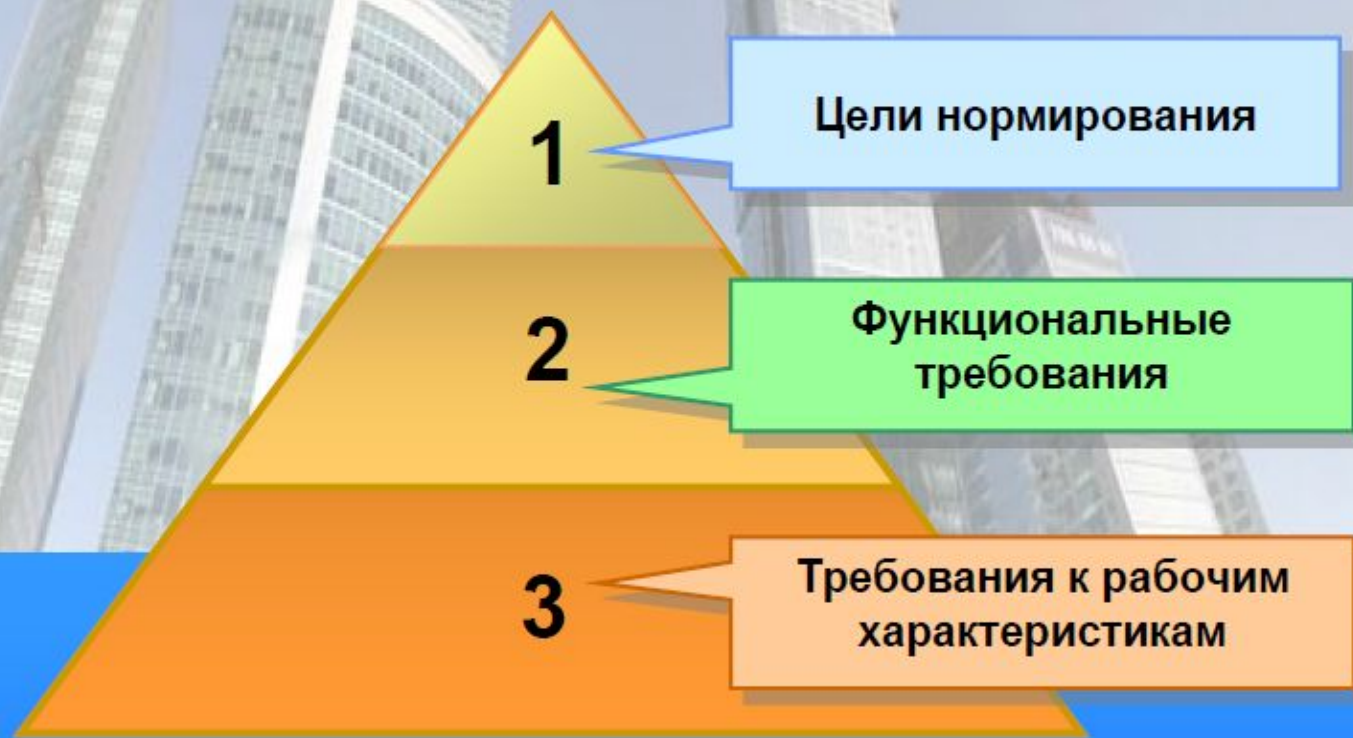 1
Цели нормирования
2
Функциональные
требования
3
Требования к рабочим
характеристикам